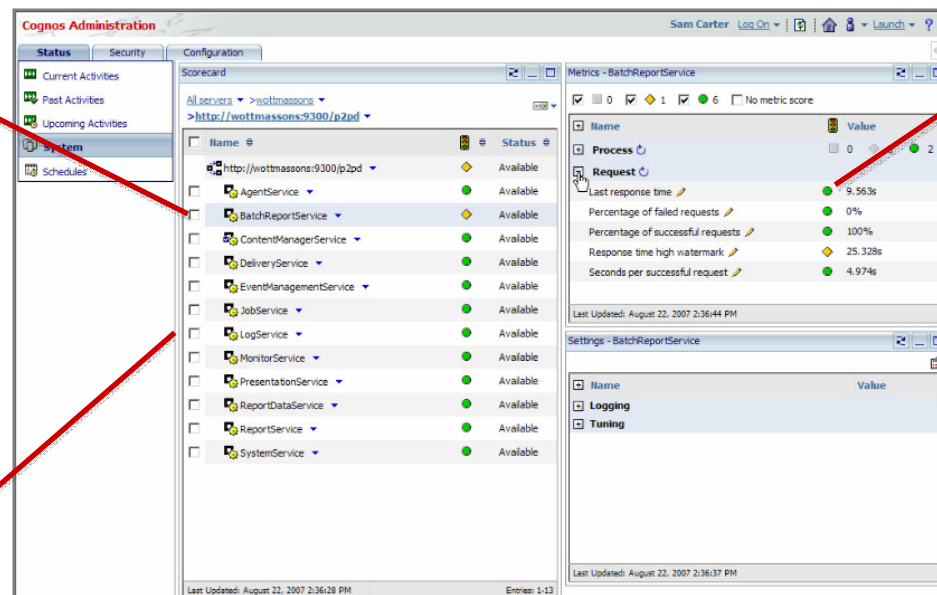 Cognos Administration
Sam Carter Log On Launch ?
Status Security Configuration
Current Activities
Past Activities
Upcoming Activities
System
Schedules
Scorecard
All servers >wottmassons
>http://wottmassons:9300/p2pd
Name Status
http://wottmassons:9300/p2pd Available
AgentService Available
BatchReportService Available
ContentManagerService Available
DeliveryService Available
EventManagementService Available
JobService Available
LogService Available
MonitorService Available
PresentationService Available
ReportDataService Available
ReportService Available
SystemService Available
Last Updated: August 22, 2007 2:36:28 PM Entries: 1-13
Metrics - BatchReportService
0 1 6 No metric score
Name Value
Process 0 2
Request
Last response time 9.563s
Percentage of failed requests 0%
Percentage of successful requests 100%
Response time high watermark 25.328s
Seconds per successful request 4.974s
Last Updated: August 22, 2007 2:36:44 PM
Settings - BatchReportService
Name Value
Logging
Tuning
Last Updated: August 22, 2007 2:36:37 PM